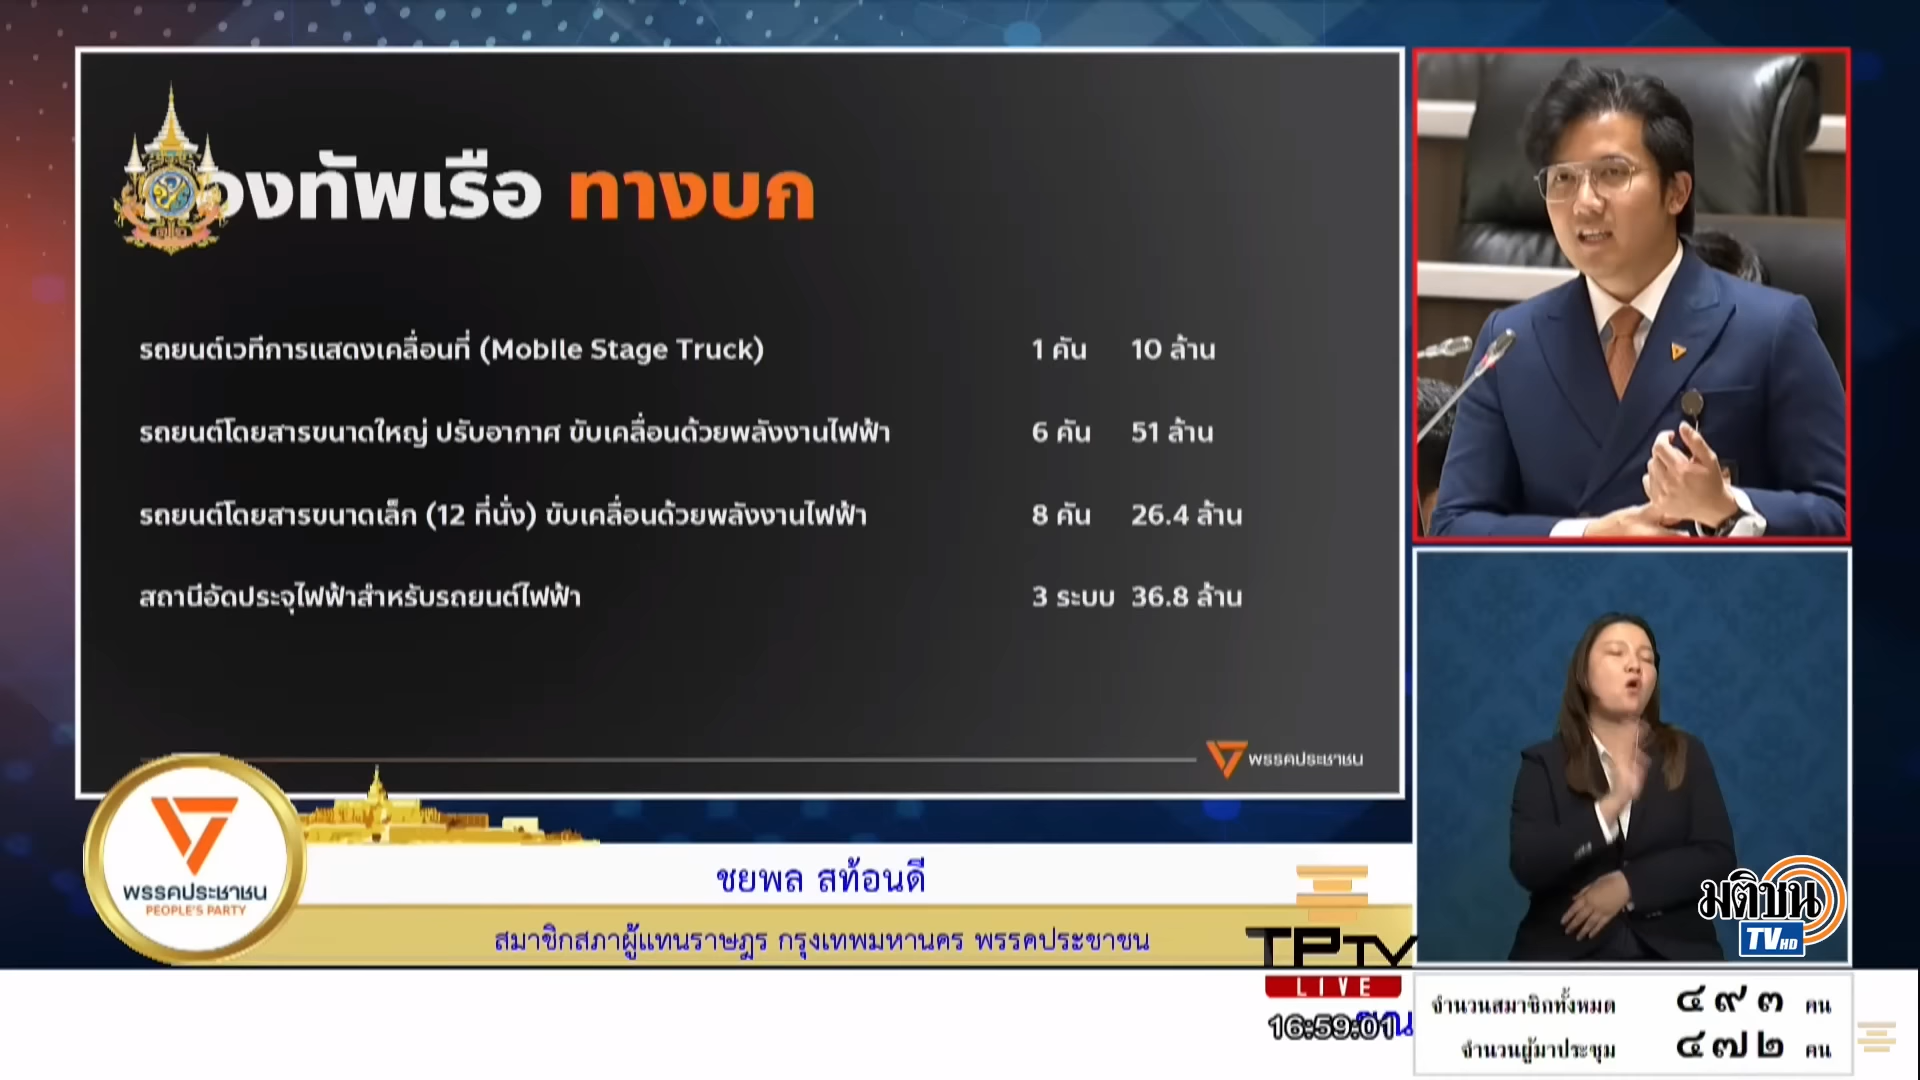 องทัพเรือ ทางบก
รถยนต์เวทีการแสดงเคลื่อนที่ (Mobile Stage Truck) 1 คัน 10 ล้าน
รถยนต์โดยสารขนาดใหญ่ ปรับอากาศ ขับเคลื่อนด้วยพลังงานไฟฟ้า 6 คัน 51 ล้าน
รถยนต์โดยสารขนาดเล็ก (12 ที่นั่ง) ขับเคลื่อนด้วยพลังงานไฟฟ้า 8 คัน 26.4 ล้าน
สถานีอัดประจุไฟฟ้าสำหรับรถยนต์ไฟฟ้า 3 ระบบ 36.8 ล้าน
พรรคประชาชน
พรรคประชาชน
PEOPLE'S PARTY
ชยพล สท้อนดี
สมาชิกสภาผู้แทนราษฎร กรุงเทพมหานคร พรรคประชาชน
TPTV
LIVE
16:59:01
มติชน
TV HD
จำนวนสมาชิกทั้งหมด ๔๙๓ คน
จำนวนผู้มาประชุม ๔๗๒ คน